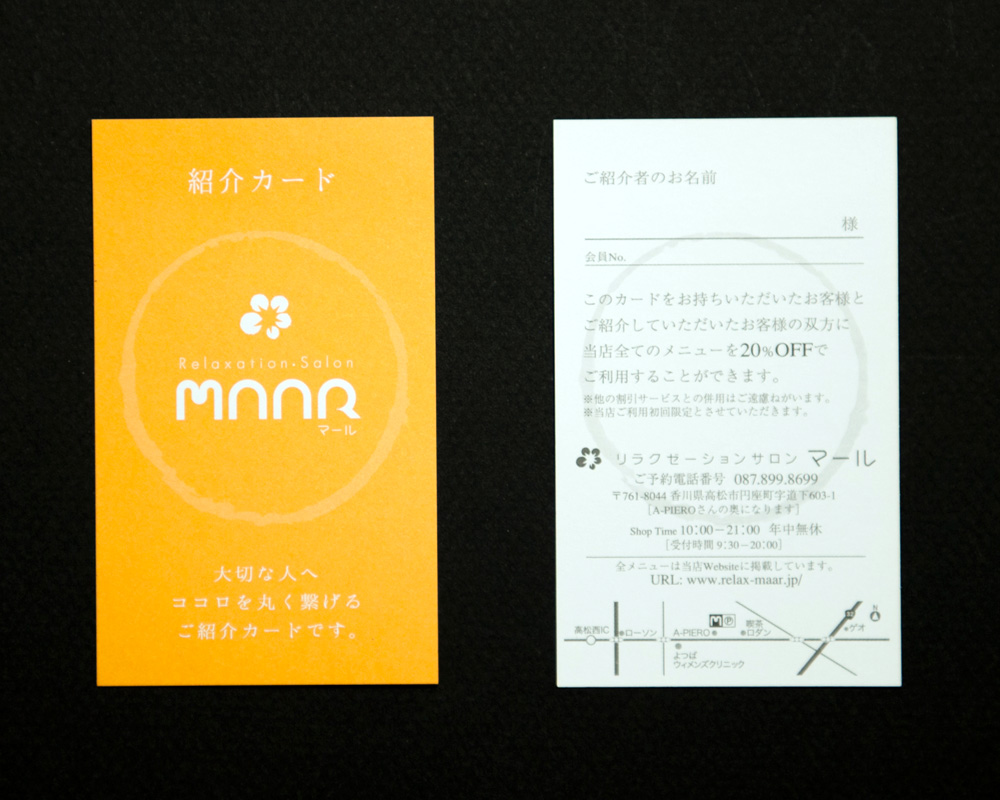 紹介カード
Relaxation・Salon
MAAR
マール
大切な人へ
ココロを丸く繋げる
ご紹介カードです。
ご紹介者のお名前
様
会員No.
このカードをお持ちいただいたお客様と
ご紹介していただいたお客様の双方に
当店全てのメニューを20%OFFで
ご利用することができます。
※他の割引サービスとの併用はご遠慮ねがいます。
※当店ご利用初回限定とさせていただきます。
リラクゼーションサロン マール
ご予約電話番号 087.899.8699
〒761-8044 香川県高松市円座町字道下603-1
[A-PIEROさんの奥になります]
Shop Time 10:00－21:00 年中無休
[受付時間 9:30－20:00]
全メニューは当店Websiteに掲載しています。
URL: www.relax-maar.jp/
高松西IC
ローソン
A-PIERO
M P
喫茶
ロダン
ゲオ
N
よつば
ウィメンズクリニック